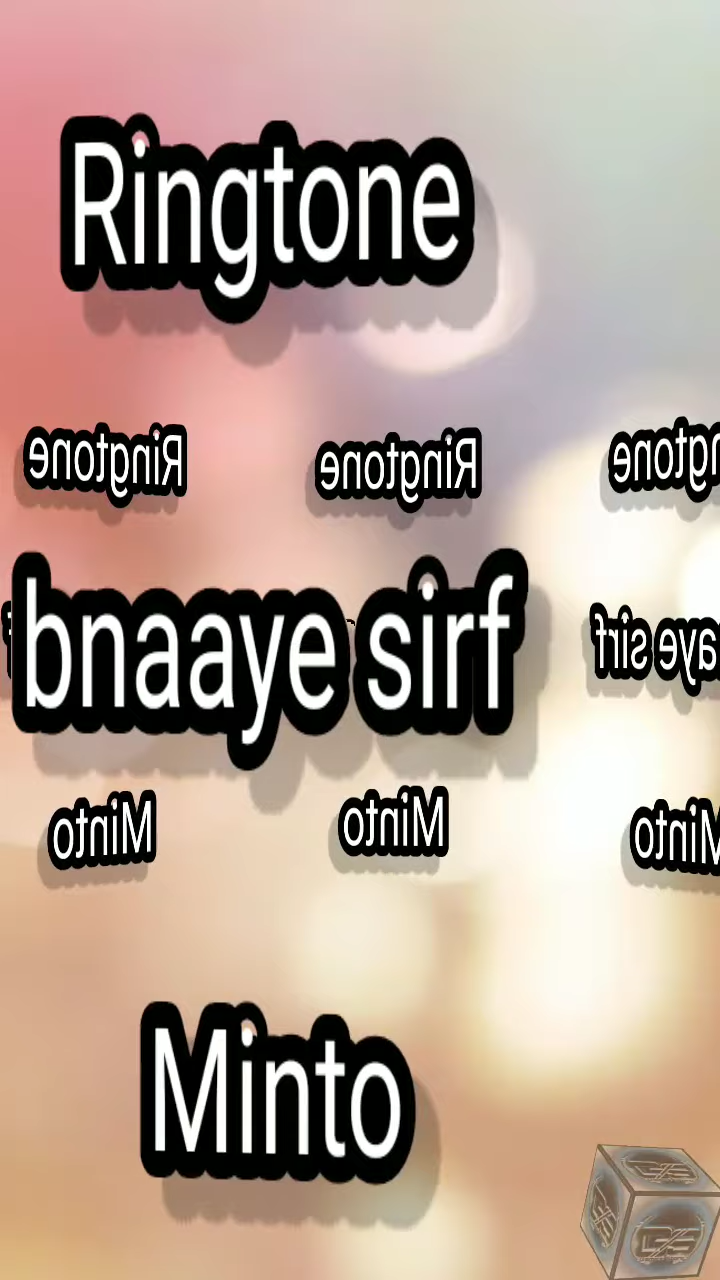 Ringtone
Ringtone Ringtone ngtone
bnaaye sirf aye sirf
Minto Minto Minto
Minto